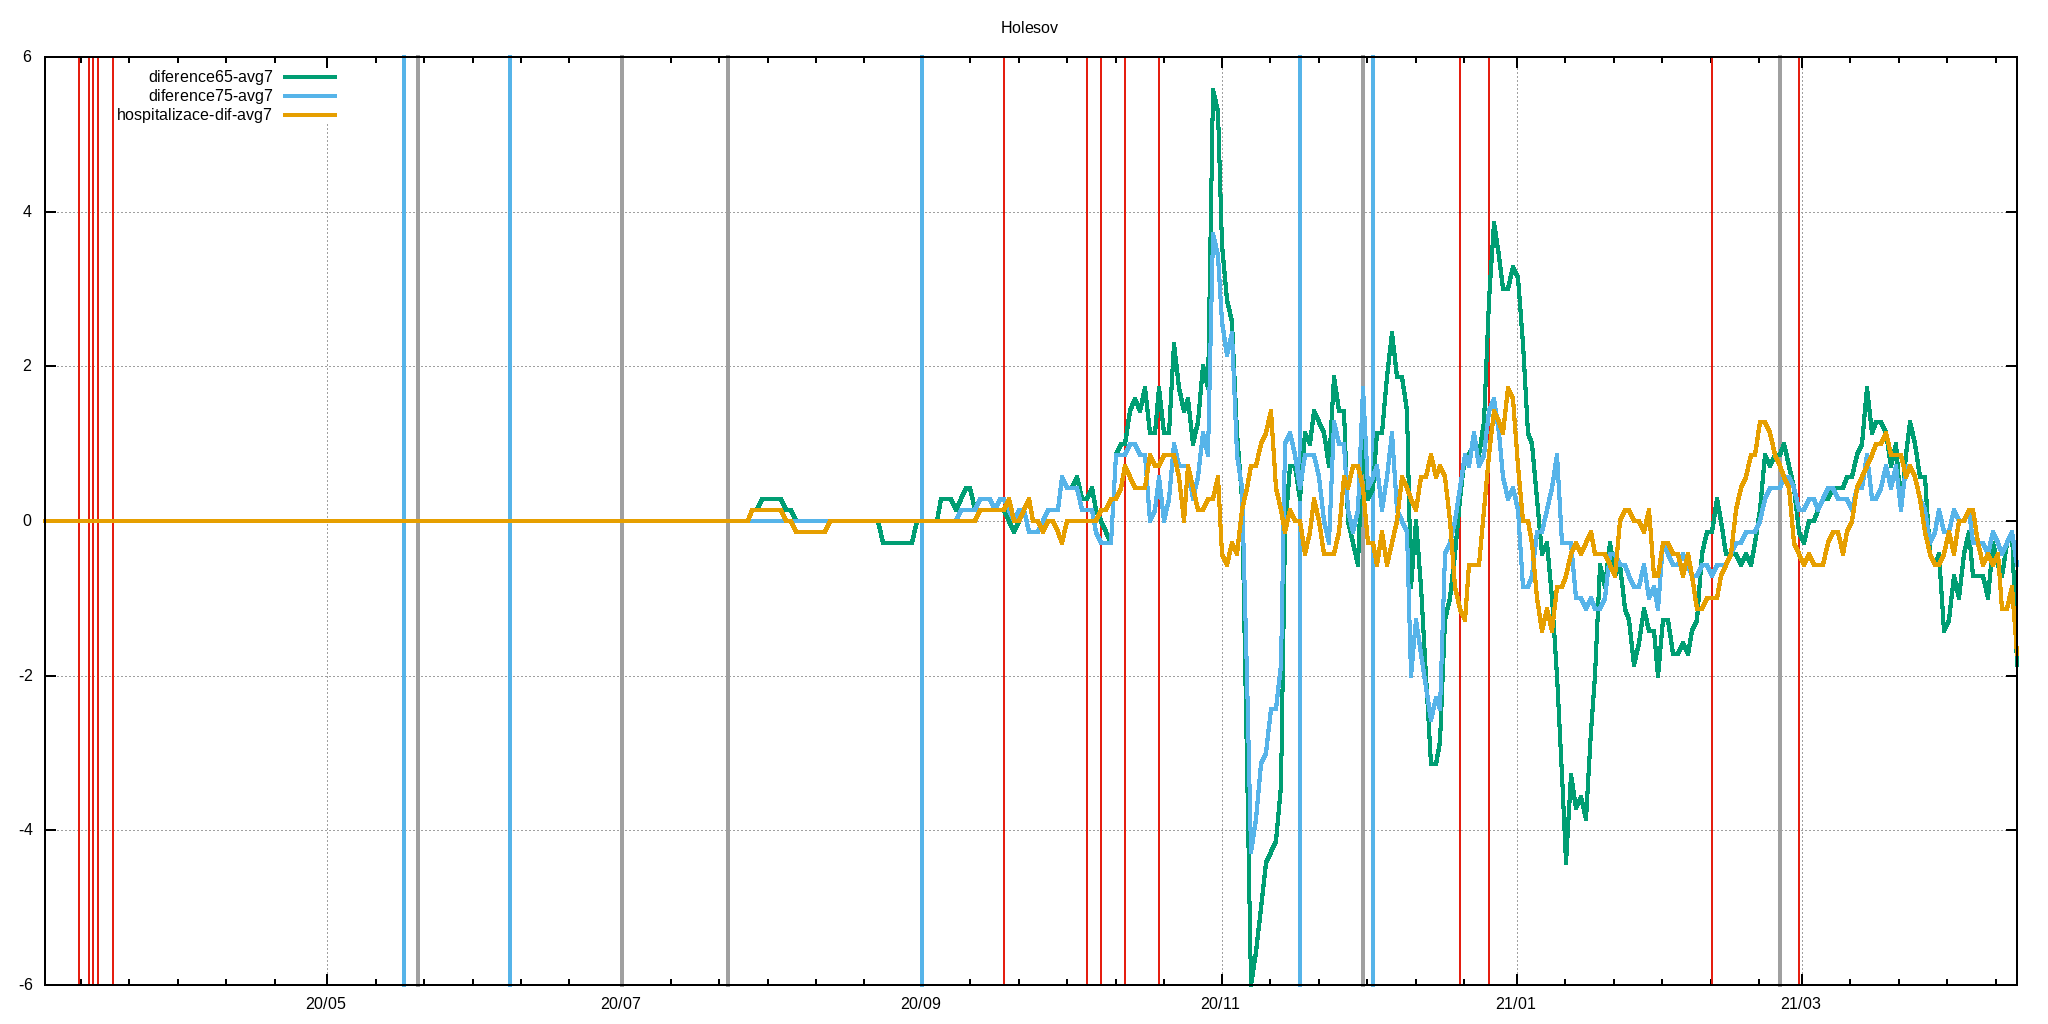 Holesov
6
diference65-avg7
diference75-avg7
hospitalizace-dif-avg7
4
2
0
-2
-4
-6
20/05 20/07 20/09 20/11 21/01 21/03